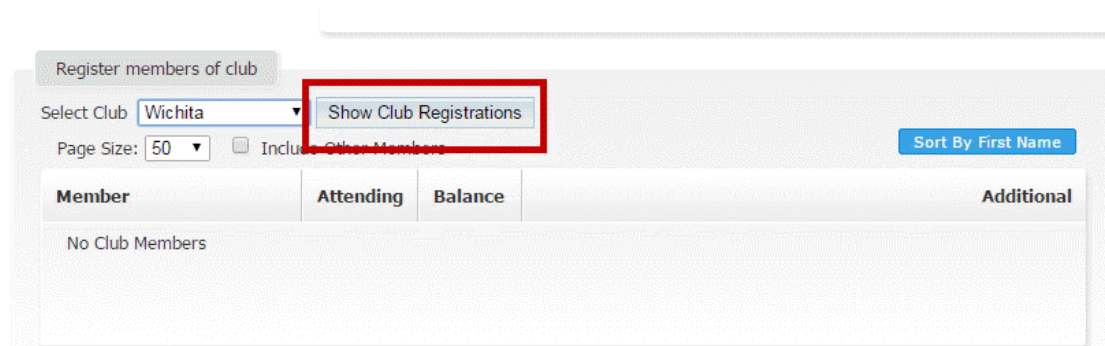 Register members of club
Select Club Wichita Show Club Registrations
Page Size: 50 Include Other Members
Sort By First Name
Member Attending Balance Additional
No Club Members